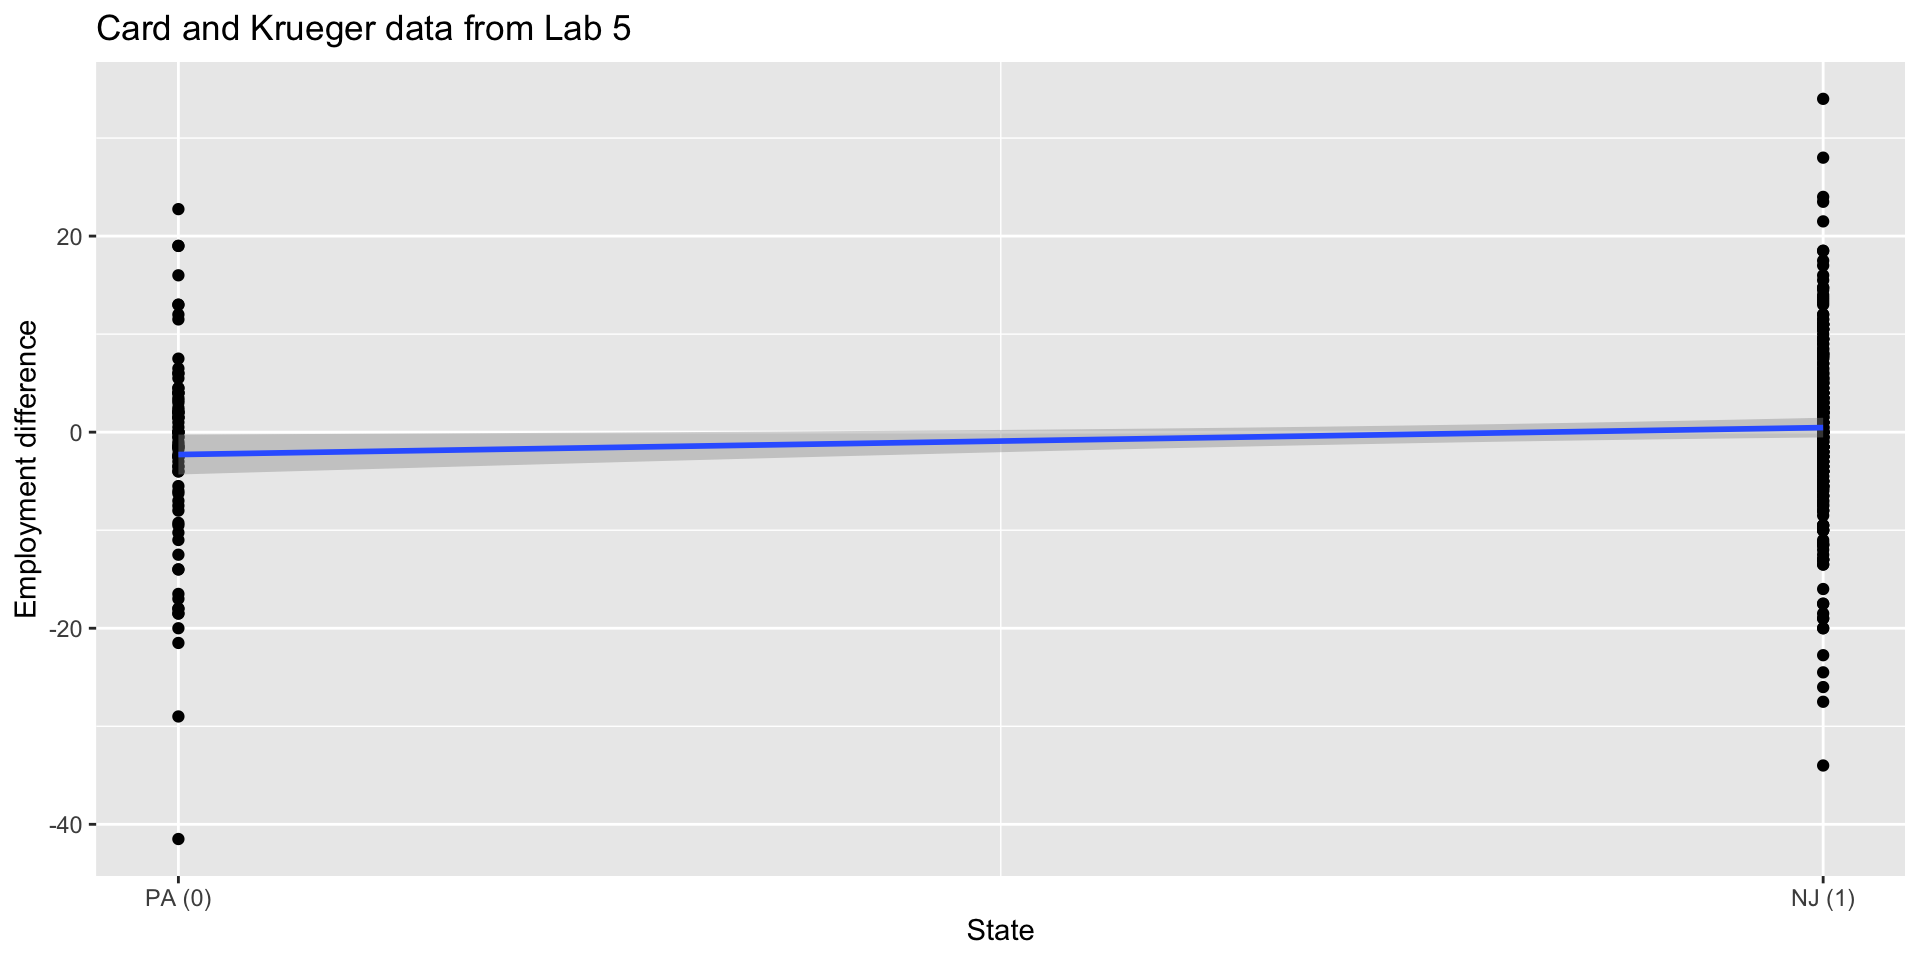 Card and Krueger data from Lab 5
Employment difference
20
0
-20
-40
PA (0)
NJ (1)
State